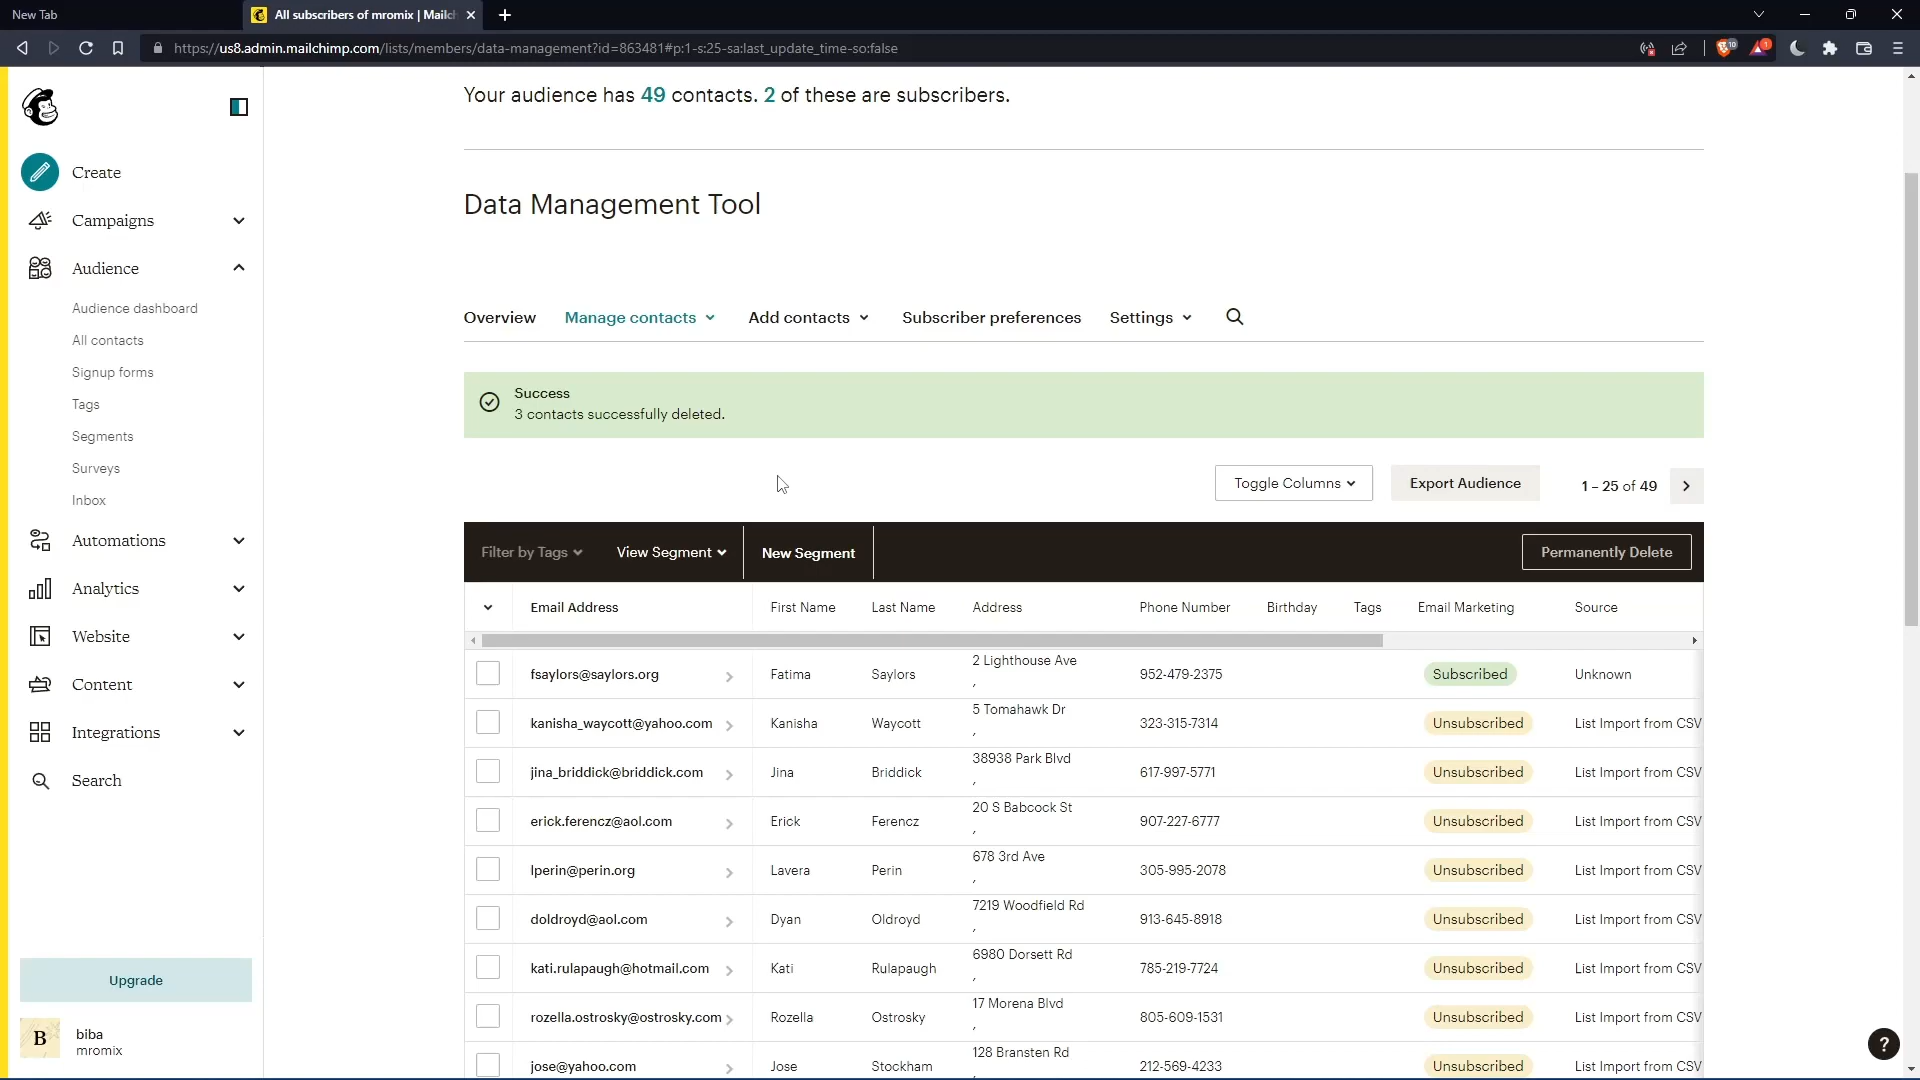 New Tab
All subscribers of mromix | Mailch
https://us8.admin.mailchimp.com/lists/members/data-management?id=863481#p:1-s:25-sa:last_update_time-so:false
10
1
Create
Campaigns
Audience
Audience dashboard
All contacts
Signup forms
Tags
Segments
Surveys
Inbox
Automations
Analytics
Website
Content
Integrations
Search
Upgrade
B
biba
mromix
Your audience has 49 contacts. 2 of these are subscribers.
Data Management Tool
Overview Manage contacts Add contacts Subscriber preferences Settings
Success
3 contacts successfully deleted.
Toggle Columns Export Audience 1 – 25 of 49
Filter by Tags View Segment New Segment Permanently Delete
Email Address First Name Last Name Address Phone Number Birthday Tags Email Marketing Source
fsaylors@saylors.org Fatima Saylors 2 Lighthouse Ave , 952-479-2375 Subscribed Unknown
kanisha_waycott@yahoo.com Kanisha Waycott 5 Tomahawk Dr , 323-315-7314 Unsubscribed List Import from CSV
jina_briddick@briddick.com Jina Briddick 38938 Park Blvd , 617-997-5771 Unsubscribed List Import from CSV
erick.ferencz@aol.com Erick Ferencz 20 S Babcock St , 907-227-6777 Unsubscribed List Import from CSV
lperin@perin.org Lavera Perin 678 3rd Ave , 305-995-2078 Unsubscribed List Import from CSV
doldroyd@aol.com Dyan Oldroyd 7219 Woodfield Rd , 913-645-8918 Unsubscribed List Import from CSV
kati.rulapaugh@hotmail.com Kati Rulapaugh 6980 Dorsett Rd , 785-219-7724 Unsubscribed List Import from CSV
rozella.ostrosky@ostrosky.com Rozella Ostrosky 17 Morena Blvd , 805-609-1531 Unsubscribed List Import from CSV
jose@yahoo.com Jose Stockham 128 Bransten Rd , 212-569-4233 Unsubscribed List Import from CSV
?